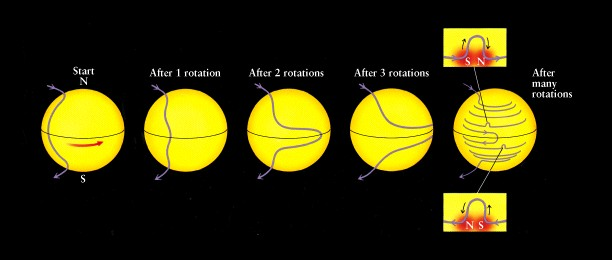 Start
N
After 1 rotation
After 2 rotations
After 3 rotations
After
many
rotations
S N
S
N S